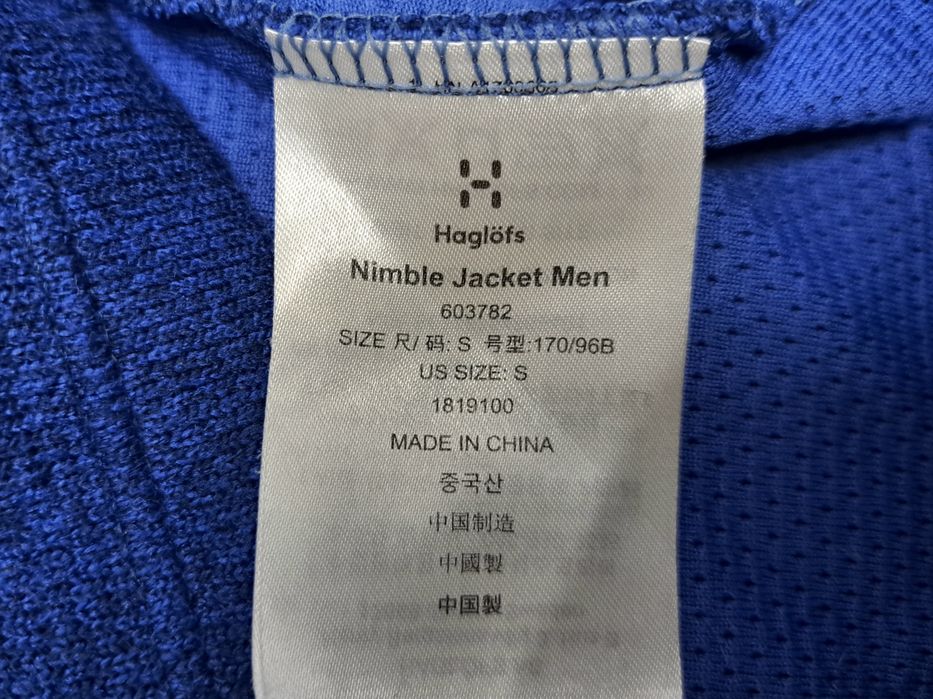 Haglöfs
Nimble Jacket Men
603782
SIZE 尺/ 码: S 号型:170/96B
US SIZE: S
1819100
MADE IN CHINA
중국산
中国制造
中國製
中国製